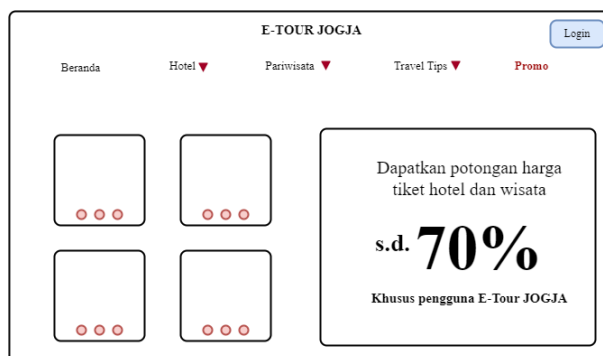 E-TOUR JOGJA
Login
Beranda Hotel Pariwisata Travel Tips Promo
Dapatkan potongan harga
tiket hotel dan wisata
s.d. 70%
Khusus pengguna E-Tour JOGJA